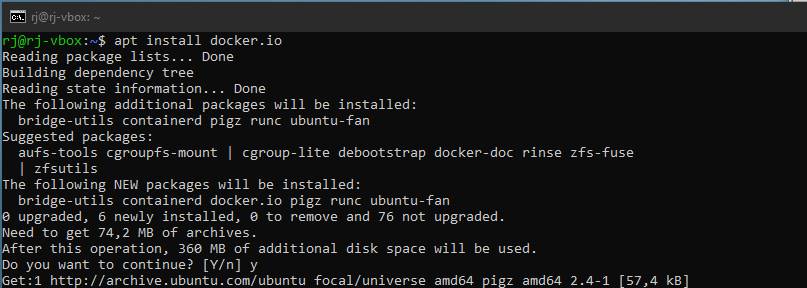 rj@rj-vbox: ~
rj@rj-vbox:~$ apt install docker.io
Reading package lists... Done
Building dependency tree
Reading state information... Done
The following additional packages will be installed:
  bridge-utils containerd pigz runc ubuntu-fan
Suggested packages:
  aufs-tools cgroupfs-mount | cgroup-lite debootstrap docker-doc rinse zfs-fuse
  | zfsutils
The following NEW packages will be installed:
  bridge-utils containerd docker.io pigz runc ubuntu-fan
0 upgraded, 6 newly installed, 0 to remove and 76 not upgraded.
Need to get 74,2 MB of archives.
After this operation, 360 MB of additional disk space will be used.
Do you want to continue? [Y/n] y
Get:1 http://archive.ubuntu.com/ubuntu focal/universe amd64 pigz amd64 2.4-1 [57,4 kB]